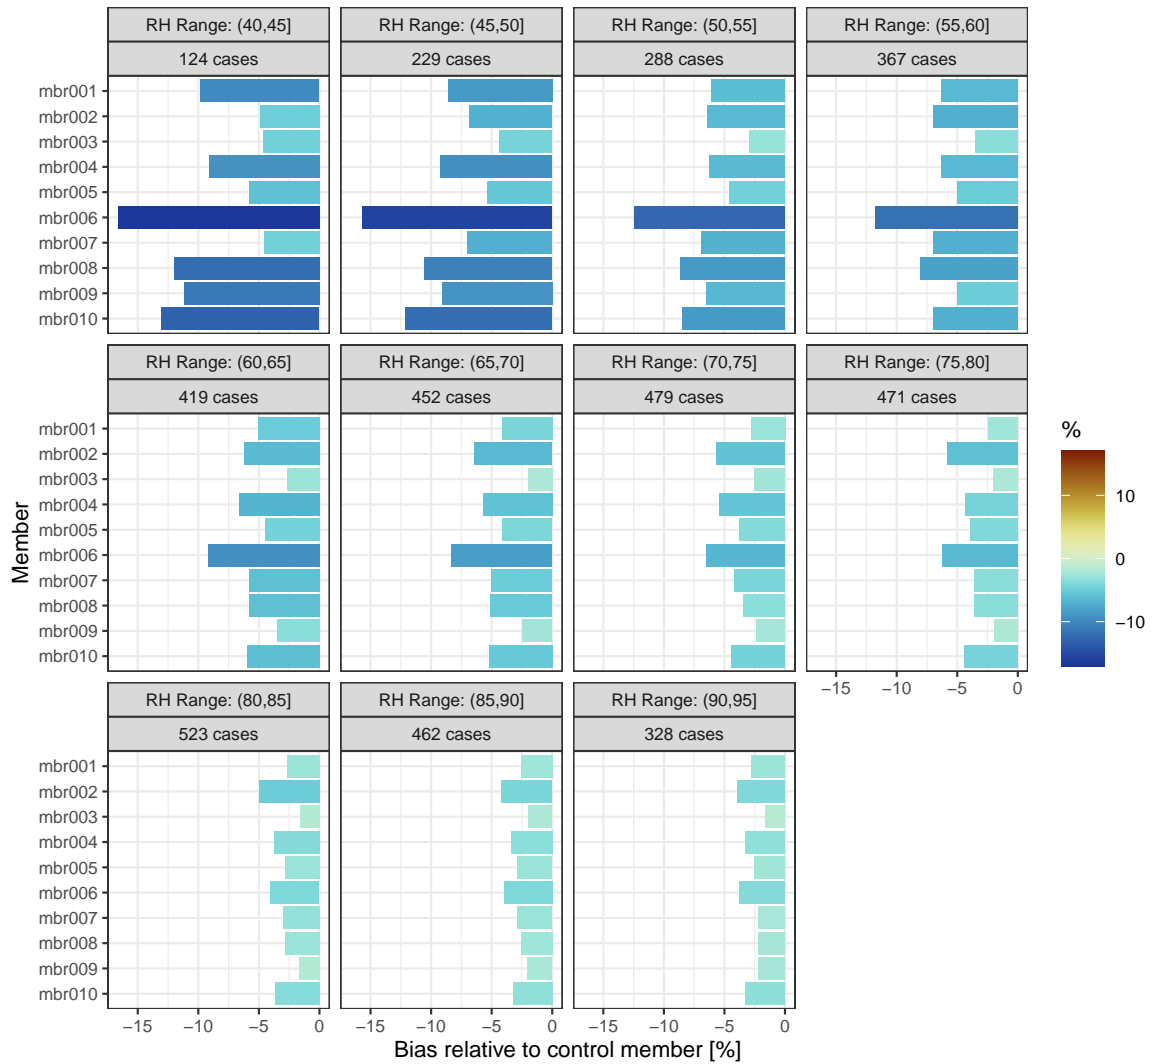 RH Range: (40,45] RH Range: (45,50] RH Range: (50,55] RH Range: (55,60]
124 cases 229 cases 288 cases 367 cases
mbr001
mbr002
mbr003
mbr004
mbr005
mbr006
mbr007
mbr008
mbr009
mbr010
RH Range: (60,65] RH Range: (65,70] RH Range: (70,75] RH Range: (75,80]
419 cases 452 cases 479 cases 471 cases
mbr001
mbr002
mbr003
mbr004
mbr005
mbr006
mbr007
mbr008
mbr009
mbr010
−15 −10 −5 0
RH Range: (80,85] RH Range: (85,90] RH Range: (90,95]
523 cases 462 cases 328 cases
mbr001
mbr002
mbr003
mbr004
mbr005
mbr006
mbr007
mbr008
mbr009
mbr010
−15 −10 −5 0 −15 −10 −5 0 −15 −10 −5 0
Bias relative to control member [%]
Member
%
10
0
−10